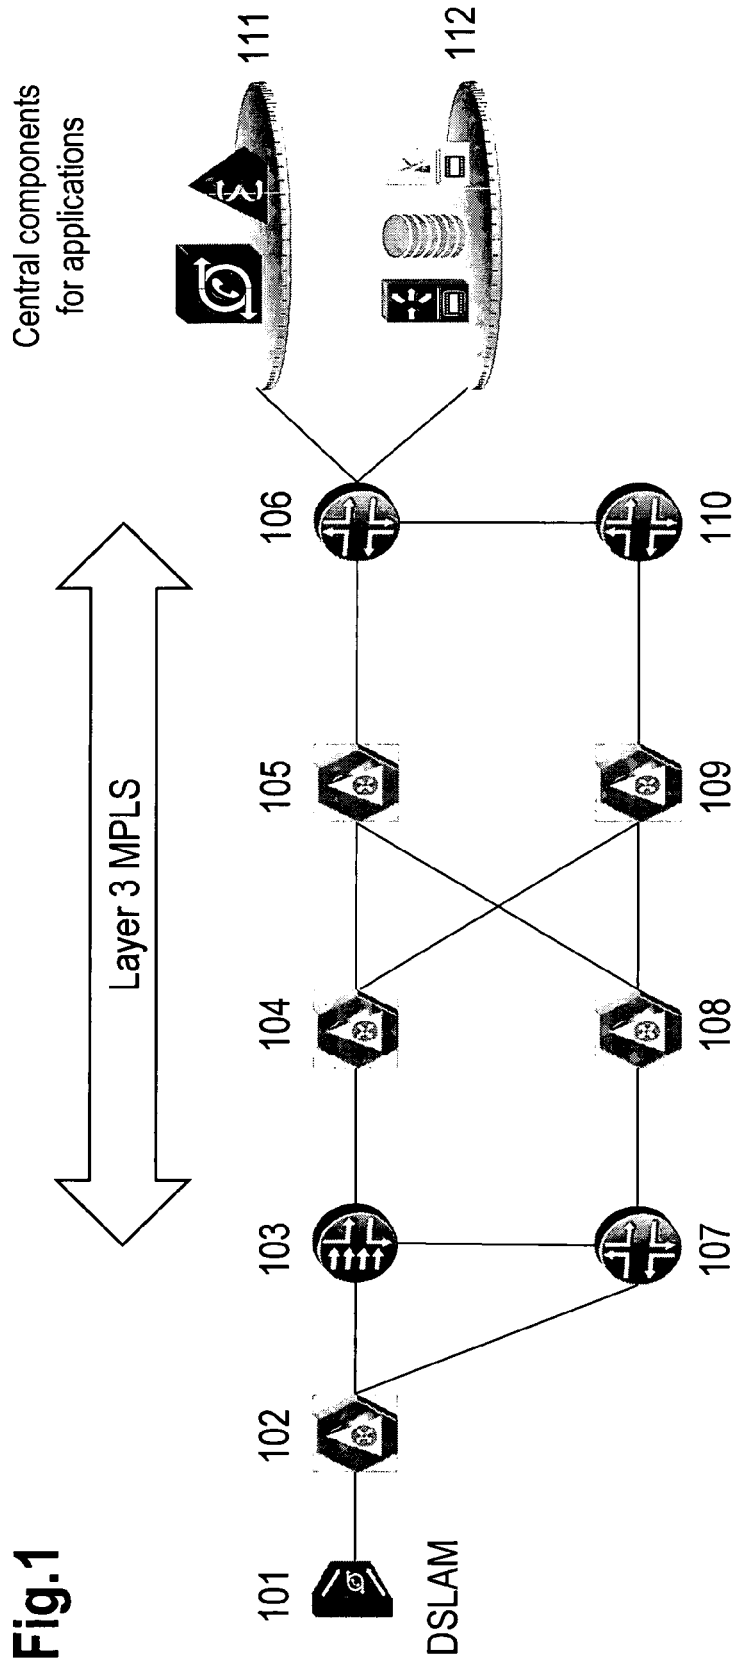 Fig.1
Central components
for applications
Layer 3 MPLS
101
102
103
104
105
106
111
112
DSLAM
107
108
109
110